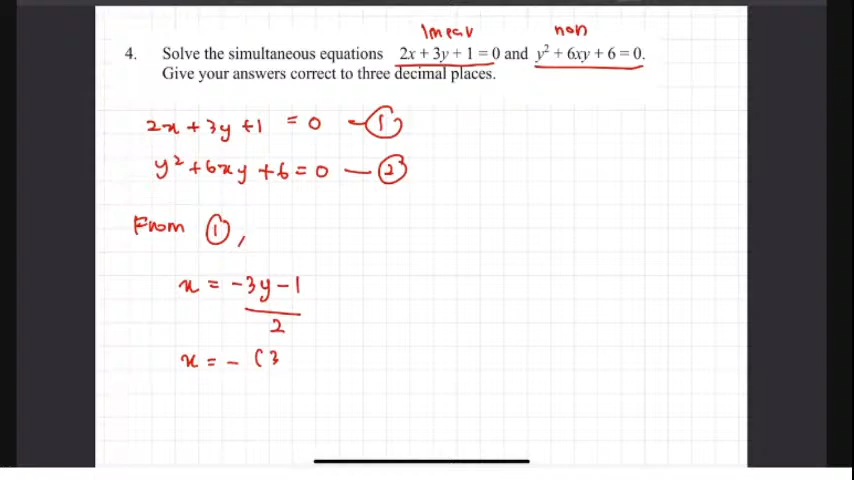 linear non
4. Solve the simultaneous equations 2x + 3y + 1 = 0 and y² + 6xy + 6 = 0.
Give your answers correct to three decimal places.
2x + 3y + 1 = 0 — ①
y² + 6xy + 6 = 0 — ②
From ①,
x = -3y - 1
2
x = - (3